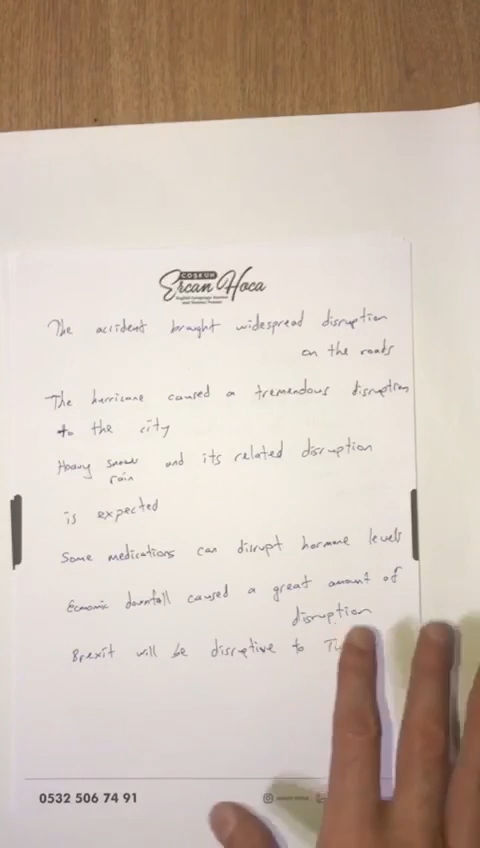 COŞKUN
Ercan Hoca
The accident brought widespread disruption
on the roads
The hurricane caused a tremendous disruption
to the city
Heavy snow and its related disruption
rain
is expected
Some medications can disrupt hormone levels
Economic downfall caused a great amount of
disruption
Brexit will be disruptive to
0532 506 74 91